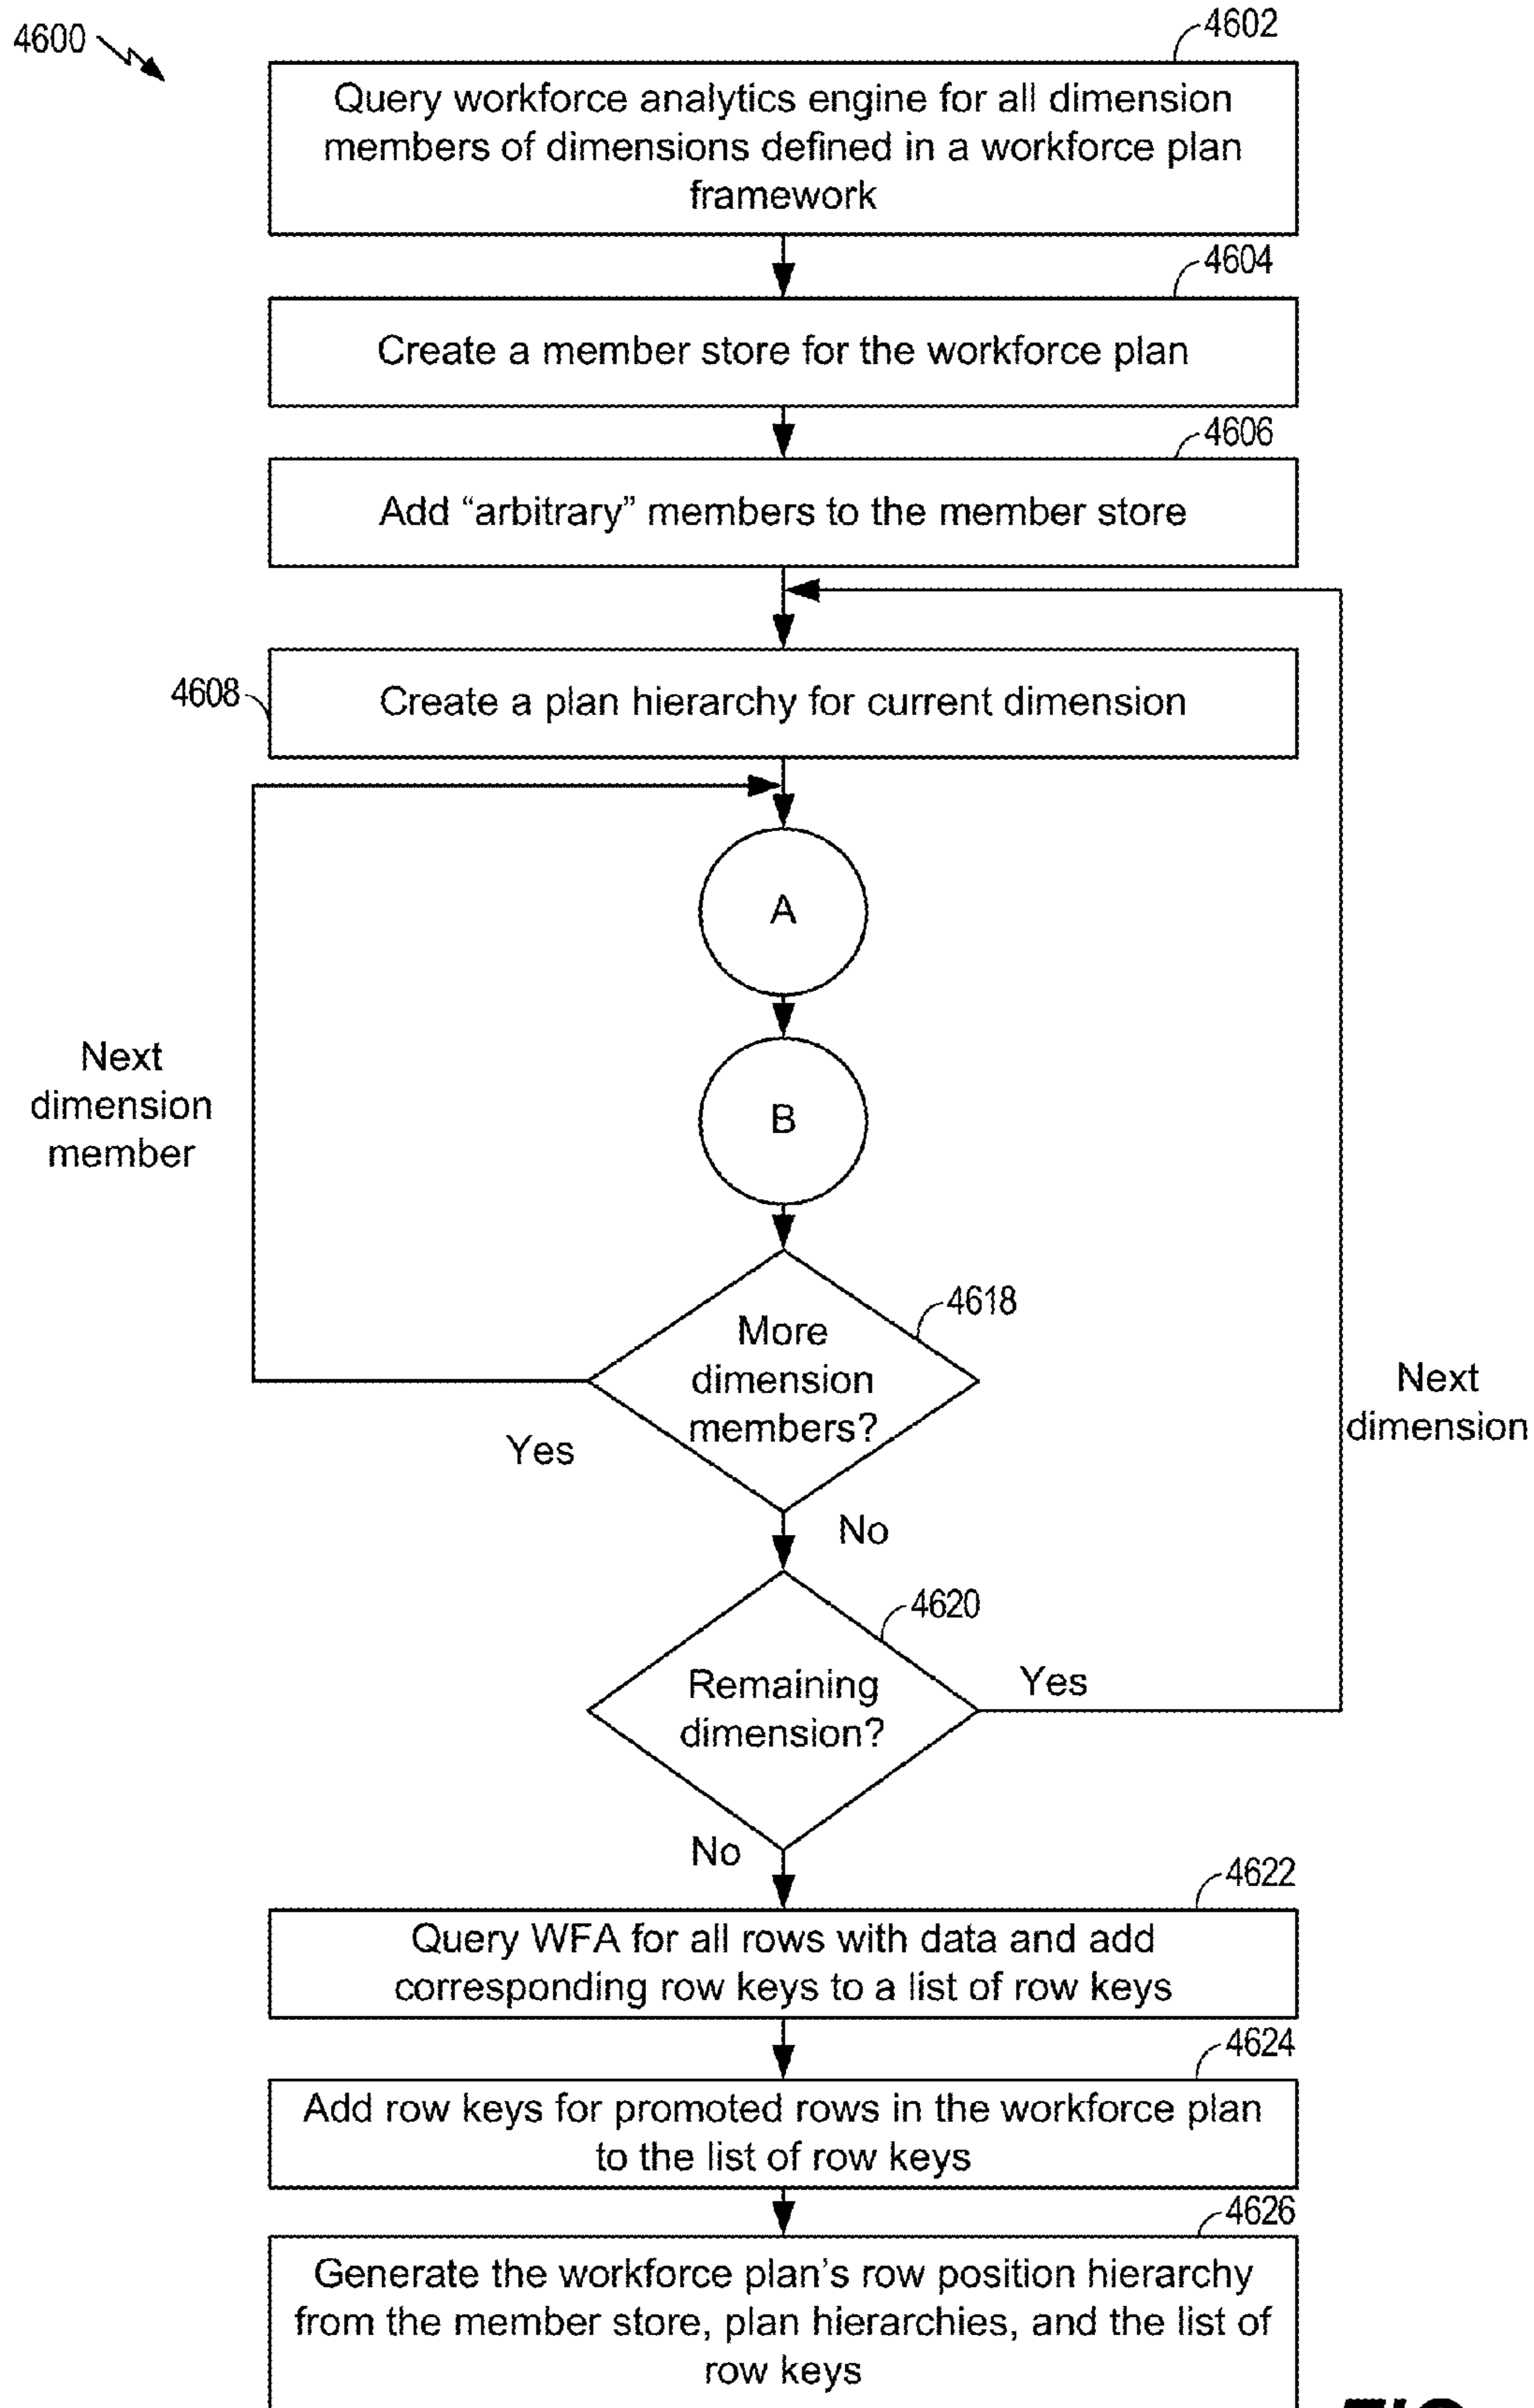 4600
4602
Query workforce analytics engine for all dimension
members of dimensions defined in a workforce plan
framework
4604
Create a member store for the workforce plan
4606
Add “arbitrary” members to the member store
4608
Create a plan hierarchy for current dimension
A
Next
dimension
member
B
4618
More
dimension
members?
Yes
Next
dimension
No
4620
Remaining
dimension?
Yes
No
4622
Query WFA for all rows with data and add
corresponding row keys to a list of row keys
4624
Add row keys for promoted rows in the workforce plan
to the list of row keys
4626
Generate the workforce plan’s row position hierarchy
from the member store, plan hierarchies, and the list of
row keys